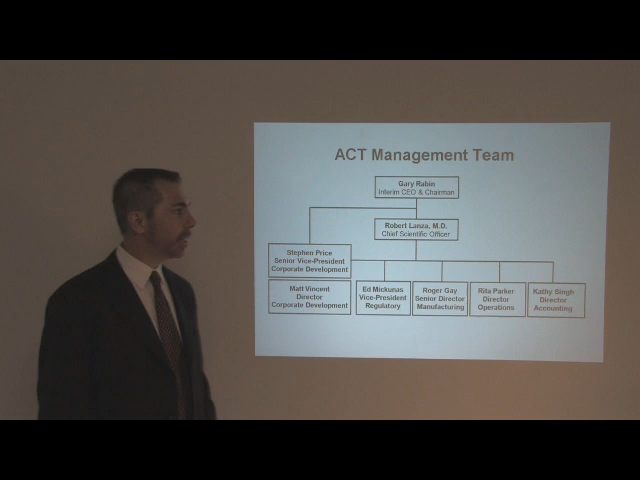 ACT Management Team
Gary Rabin
Interim CEO & Chairman
Robert Lanza, M.D.
Chief Scientific Officer
Stephen Price
Senior Vice-President
Corporate Development
Matt Vincent
Director
Corporate Development
Ed Mickunas
Vice-President
Regulatory
Roger Gay
Senior Director
Manufacturing
Rita Parker
Director
Operations
Kathy Singh
Director
Accounting